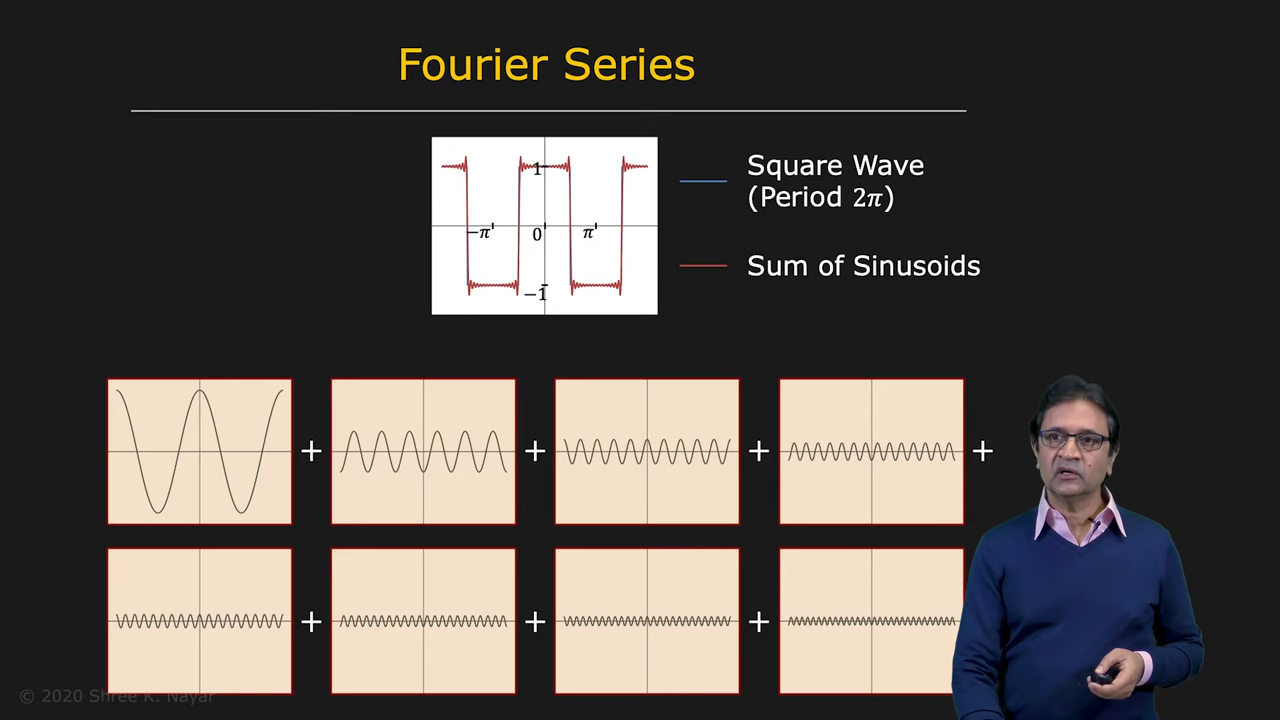 Fourier Series
1
−π
0
π
−1
Square Wave
(Period 2π)
Sum of Sinusoids
+ + + +
+ + +
© 2020 Shree K. Nayar